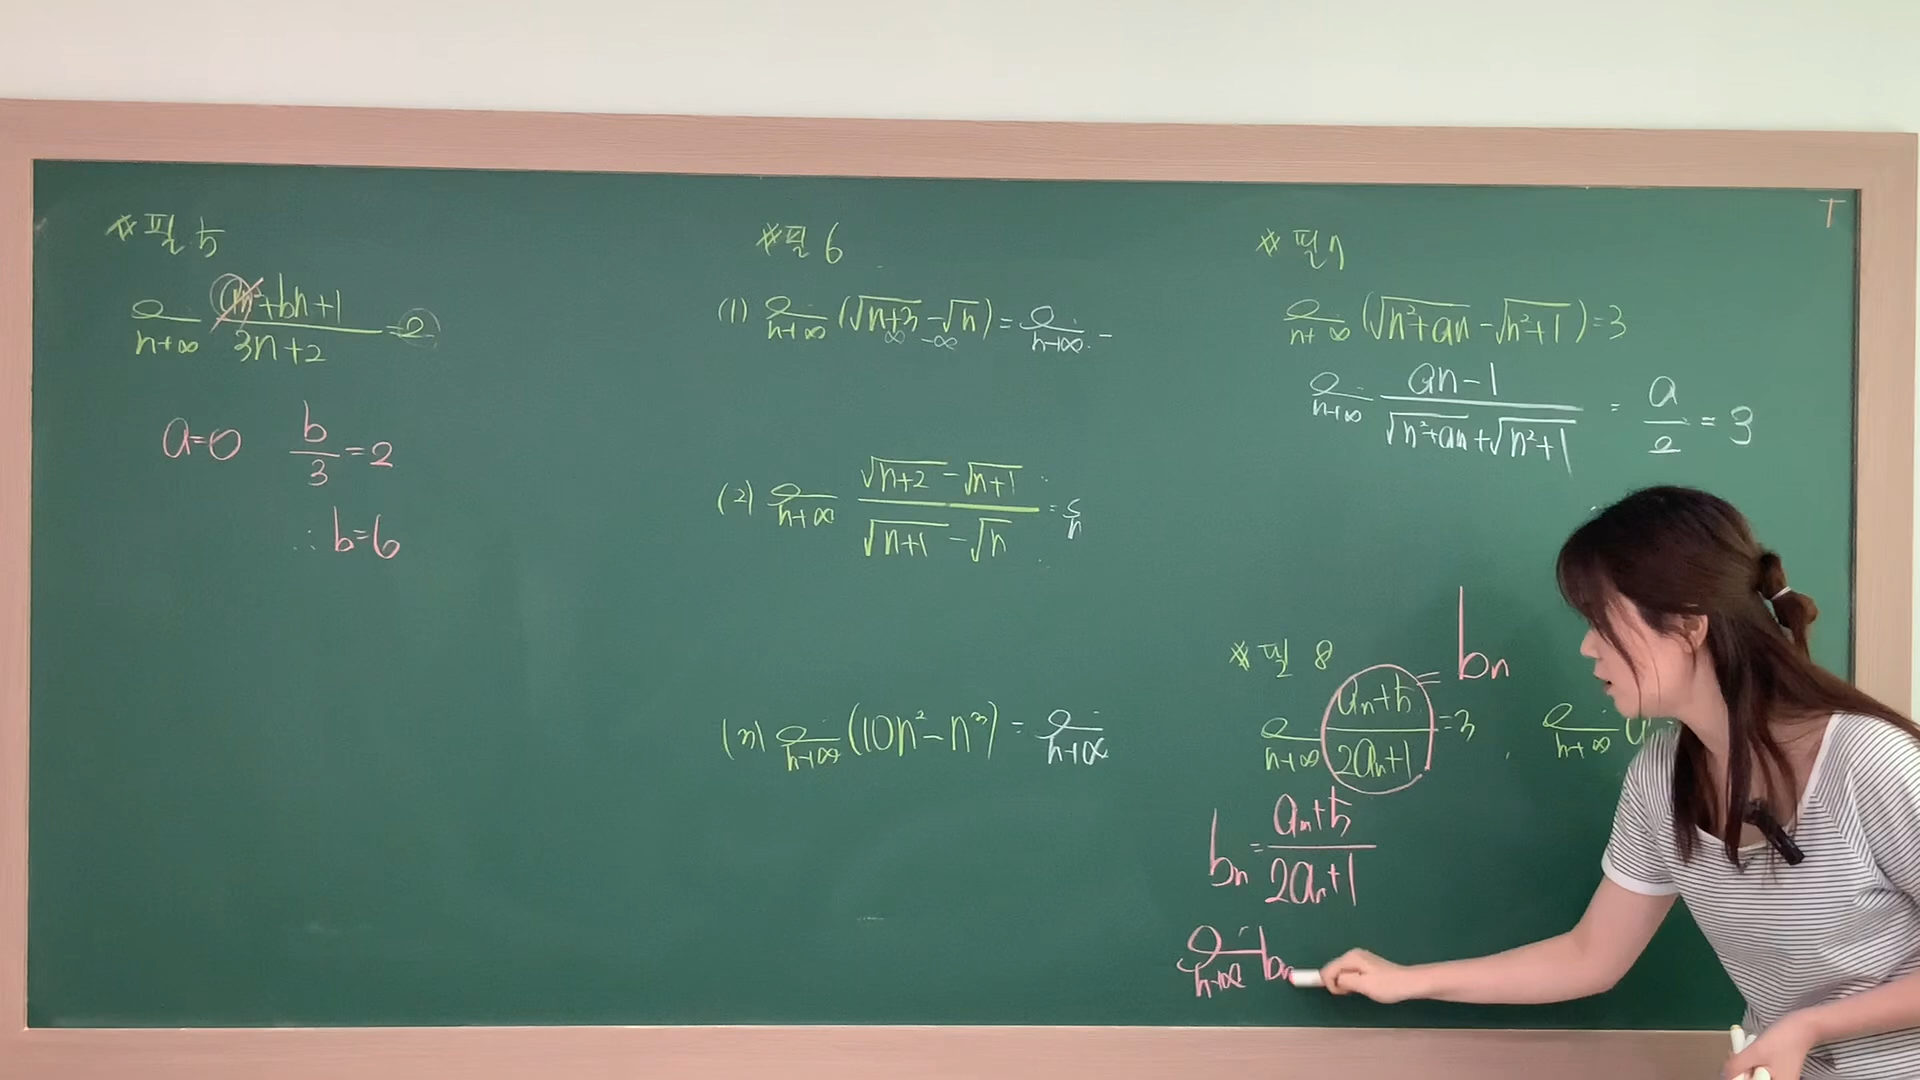 * 필 5
lim n→∞ (an²+bn+1)/(3n+2) = 2
a=0 b/3 = 2
∴ b=6
* 필 6
(1) lim n→∞ (√(n+3) - √n) = lim n→∞
∞ -∞
(2) lim n→∞ (√(n+2) - √(n+1))/(√(n+1) - √n) =
(3) lim n→∞ (10n² - n³) = lim n→∞
* 필 7
lim n→∞ (√(n²+an) - √(n²+1)) = 3
lim n→∞ (an-1)/(√(n²+an) + √(n²+1)) = a/2 = 3
* 필 8
lim n→∞ (aₙ+5)/(2aₙ+1) = 3, lim n→∞
= bₙ
bₙ = (aₙ+5)/(2aₙ+1)
lim n→∞ bₙ
T